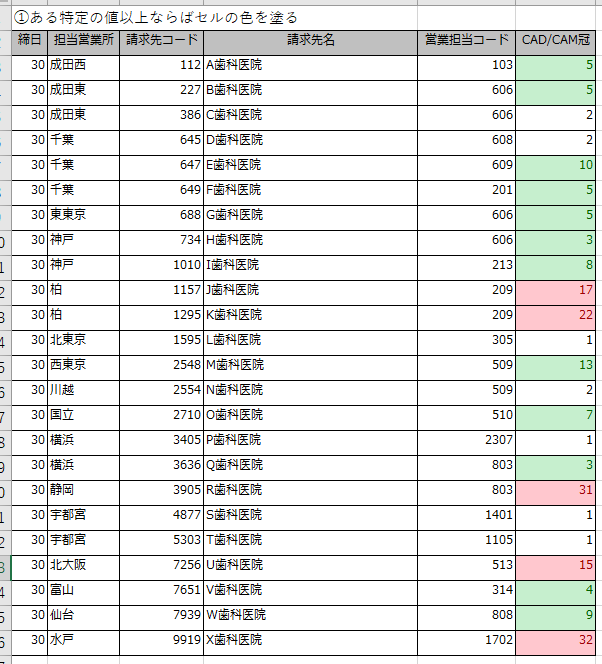 ①ある特定の値以上ならばセルの色を塗る
締日 担当営業所 請求先コード 請求先名 営業担当コード CAD/CAM冠
30 成田西 112 A歯科医院 103 5
30 成田東 227 B歯科医院 606 5
30 成田東 386 C歯科医院 606 2
30 千葉 645 D歯科医院 608 2
30 千葉 647 E歯科医院 609 10
30 千葉 649 F歯科医院 201 5
30 東東京 688 G歯科医院 606 5
30 神戸 734 H歯科医院 606 3
30 神戸 1010 I歯科医院 213 8
30 柏 1157 J歯科医院 209 17
30 柏 1295 K歯科医院 209 22
30 北東京 1595 L歯科医院 305 1
30 西東京 2548 M歯科医院 509 13
30 川越 2554 N歯科医院 509 2
30 国立 2710 O歯科医院 510 7
30 横浜 3405 P歯科医院 2307 1
30 横浜 3636 Q歯科医院 803 3
30 静岡 3905 R歯科医院 803 31
30 宇都宮 4877 S歯科医院 1401 1
30 宇都宮 5303 T歯科医院 1105 1
30 北大阪 7256 U歯科医院 513 15
30 富山 7651 V歯科医院 314 4
30 仙台 7939 W歯科医院 808 9
30 水戸 9919 X歯科医院 1702 32